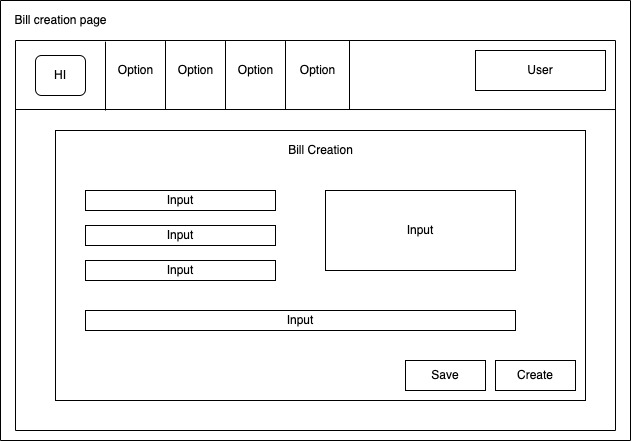 Bill creation page
HI
Option
Option
Option
Option
User
Bill Creation
Input
Input
Input
Input
Input
Save
Create